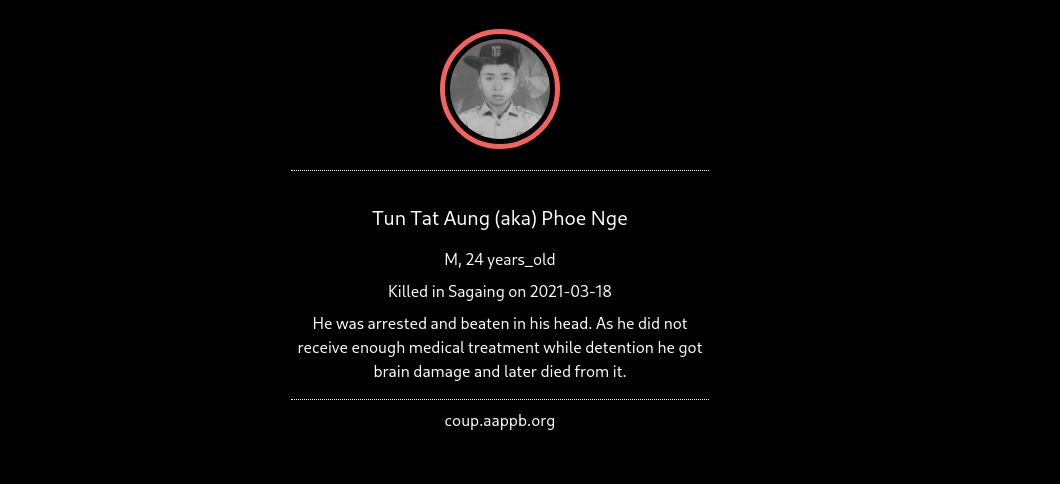 Tun Tat Aung (aka) Phoe Nge
M, 24 years_old
Killed in Sagaing on 2021-03-18
He was arrested and beaten in his head. As he did not
receive enough medical treatment while detention he got
brain damage and later died from it.
coup.aappb.org